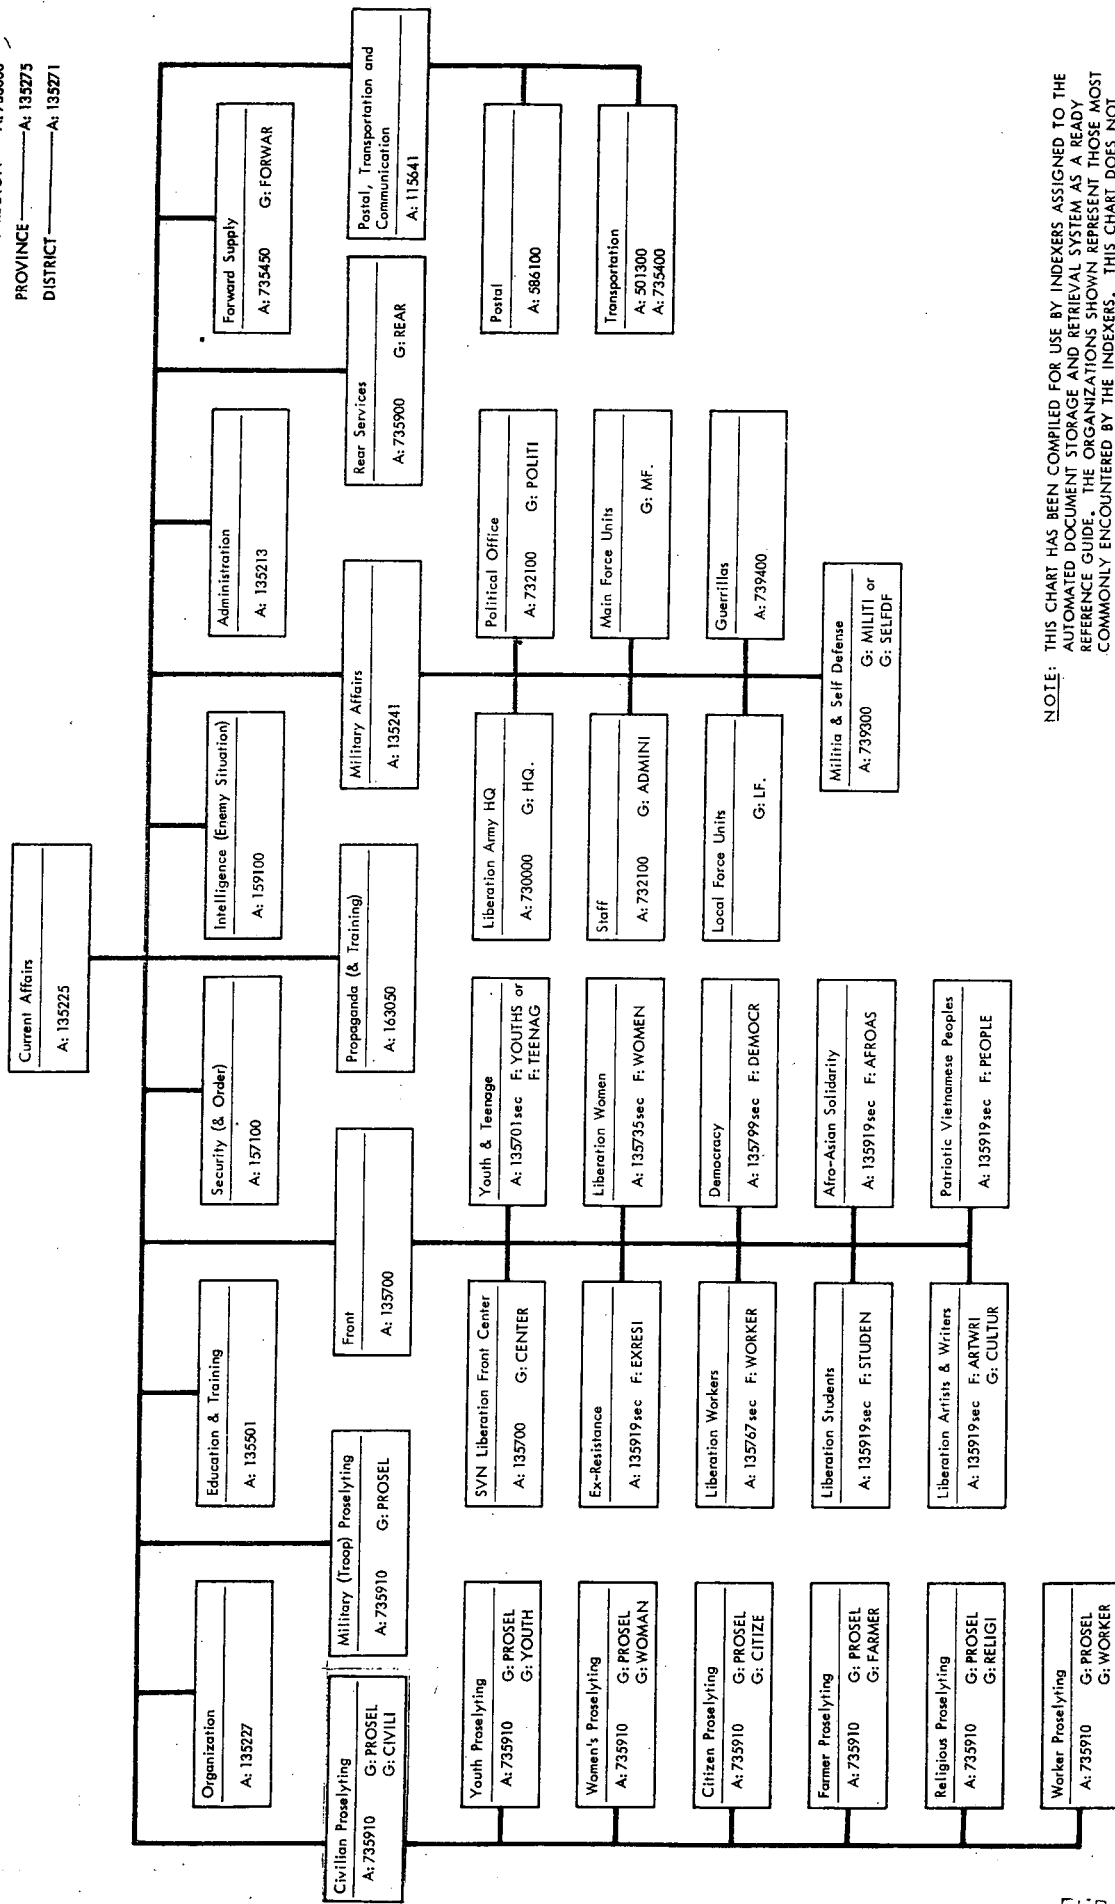 PROVINCE A: 135275
DISTRICT A: 135271
Current Affairs
A: 135225
Organization
A: 135227
Education & Training
A: 135501
Security (& Order)
A: 157100
Intelligence (Enemy Situation)
A: 159100
Administration
A: 135213
Forward Supply
A: 735450 G: FORWAR
Civilian Proselyting
A: 735910 G: PROSEL
G: CIVILI
Military (Troop) Proselyting
A: 735910 G: PROSEL
Front
A: 135700
Propaganda (& Training)
A: 163050
Military Affairs
A: 135241
Rear Services
A: 735900 G: REAR
Postal, Transportation and
Communication
A: 115641
Youth Proselyting
A: 735910 G: PROSEL
G: YOUTH
Women's Proselyting
A: 735910 G: PROSEL
G: WOMAN
Citizen Proselyting
A: 735910 G: PROSEL
G: CITIZE
Farmer Proselyting
A: 735910 G: PROSEL
G: FARMER
Religious Proselyting
A: 735910 G: PROSEL
G: RELIGI
Worker Proselyting
A: 735910 G: PROSEL
G: WORKER
SVN Liberation Front Center
A: 135700 G: CENTER
Youth & Teenage
A: 135701sec F: YOUTHS or
F: TEENAG
Ex-Resistance
A: 135919sec F: EXRESI
Liberation Women
A: 135735sec F: WOMEN
Liberation Workers
A: 135767sec F: WORKER
Democracy
A: 135799sec F: DEMOCR
Liberation Students
A: 135919sec F: STUDEN
Afro-Asian Solidarity
A: 135919sec F: AFROAS
Liberation Artists & Writers
A: 135919sec F: ARTWRI
G: CULTUR
Patriotic Vietnamese Peoples
A: 135919sec F: PEOPLE
Liberation Army HQ
A: 730000 G: HQ.
Political Office
A: 732100 G: POLITI
Staff
A: 732100 G: ADMINI
Main Force Units
G: MF.
Local Force Units
G: LF.
Guerrillas
A: 739400
Militia & Self Defense
A: 739300 G: MILITI or
G: SELFDF
Postal
A: 586100
Transportation
A: 501300
A: 735400
NOTE: THIS CHART HAS BEEN COMPILED FOR USE BY INDEXERS ASSIGNED TO THE
AUTOMATED DOCUMENT STORAGE AND RETRIEVAL SYSTEM AS A READY
REFERENCE GUIDE. THE ORGANIZATIONS SHOWN REPRESENT THOSE MOST
COMMONLY ENCOUNTERED BY THE INDEXERS. THIS CHART DOES NOT